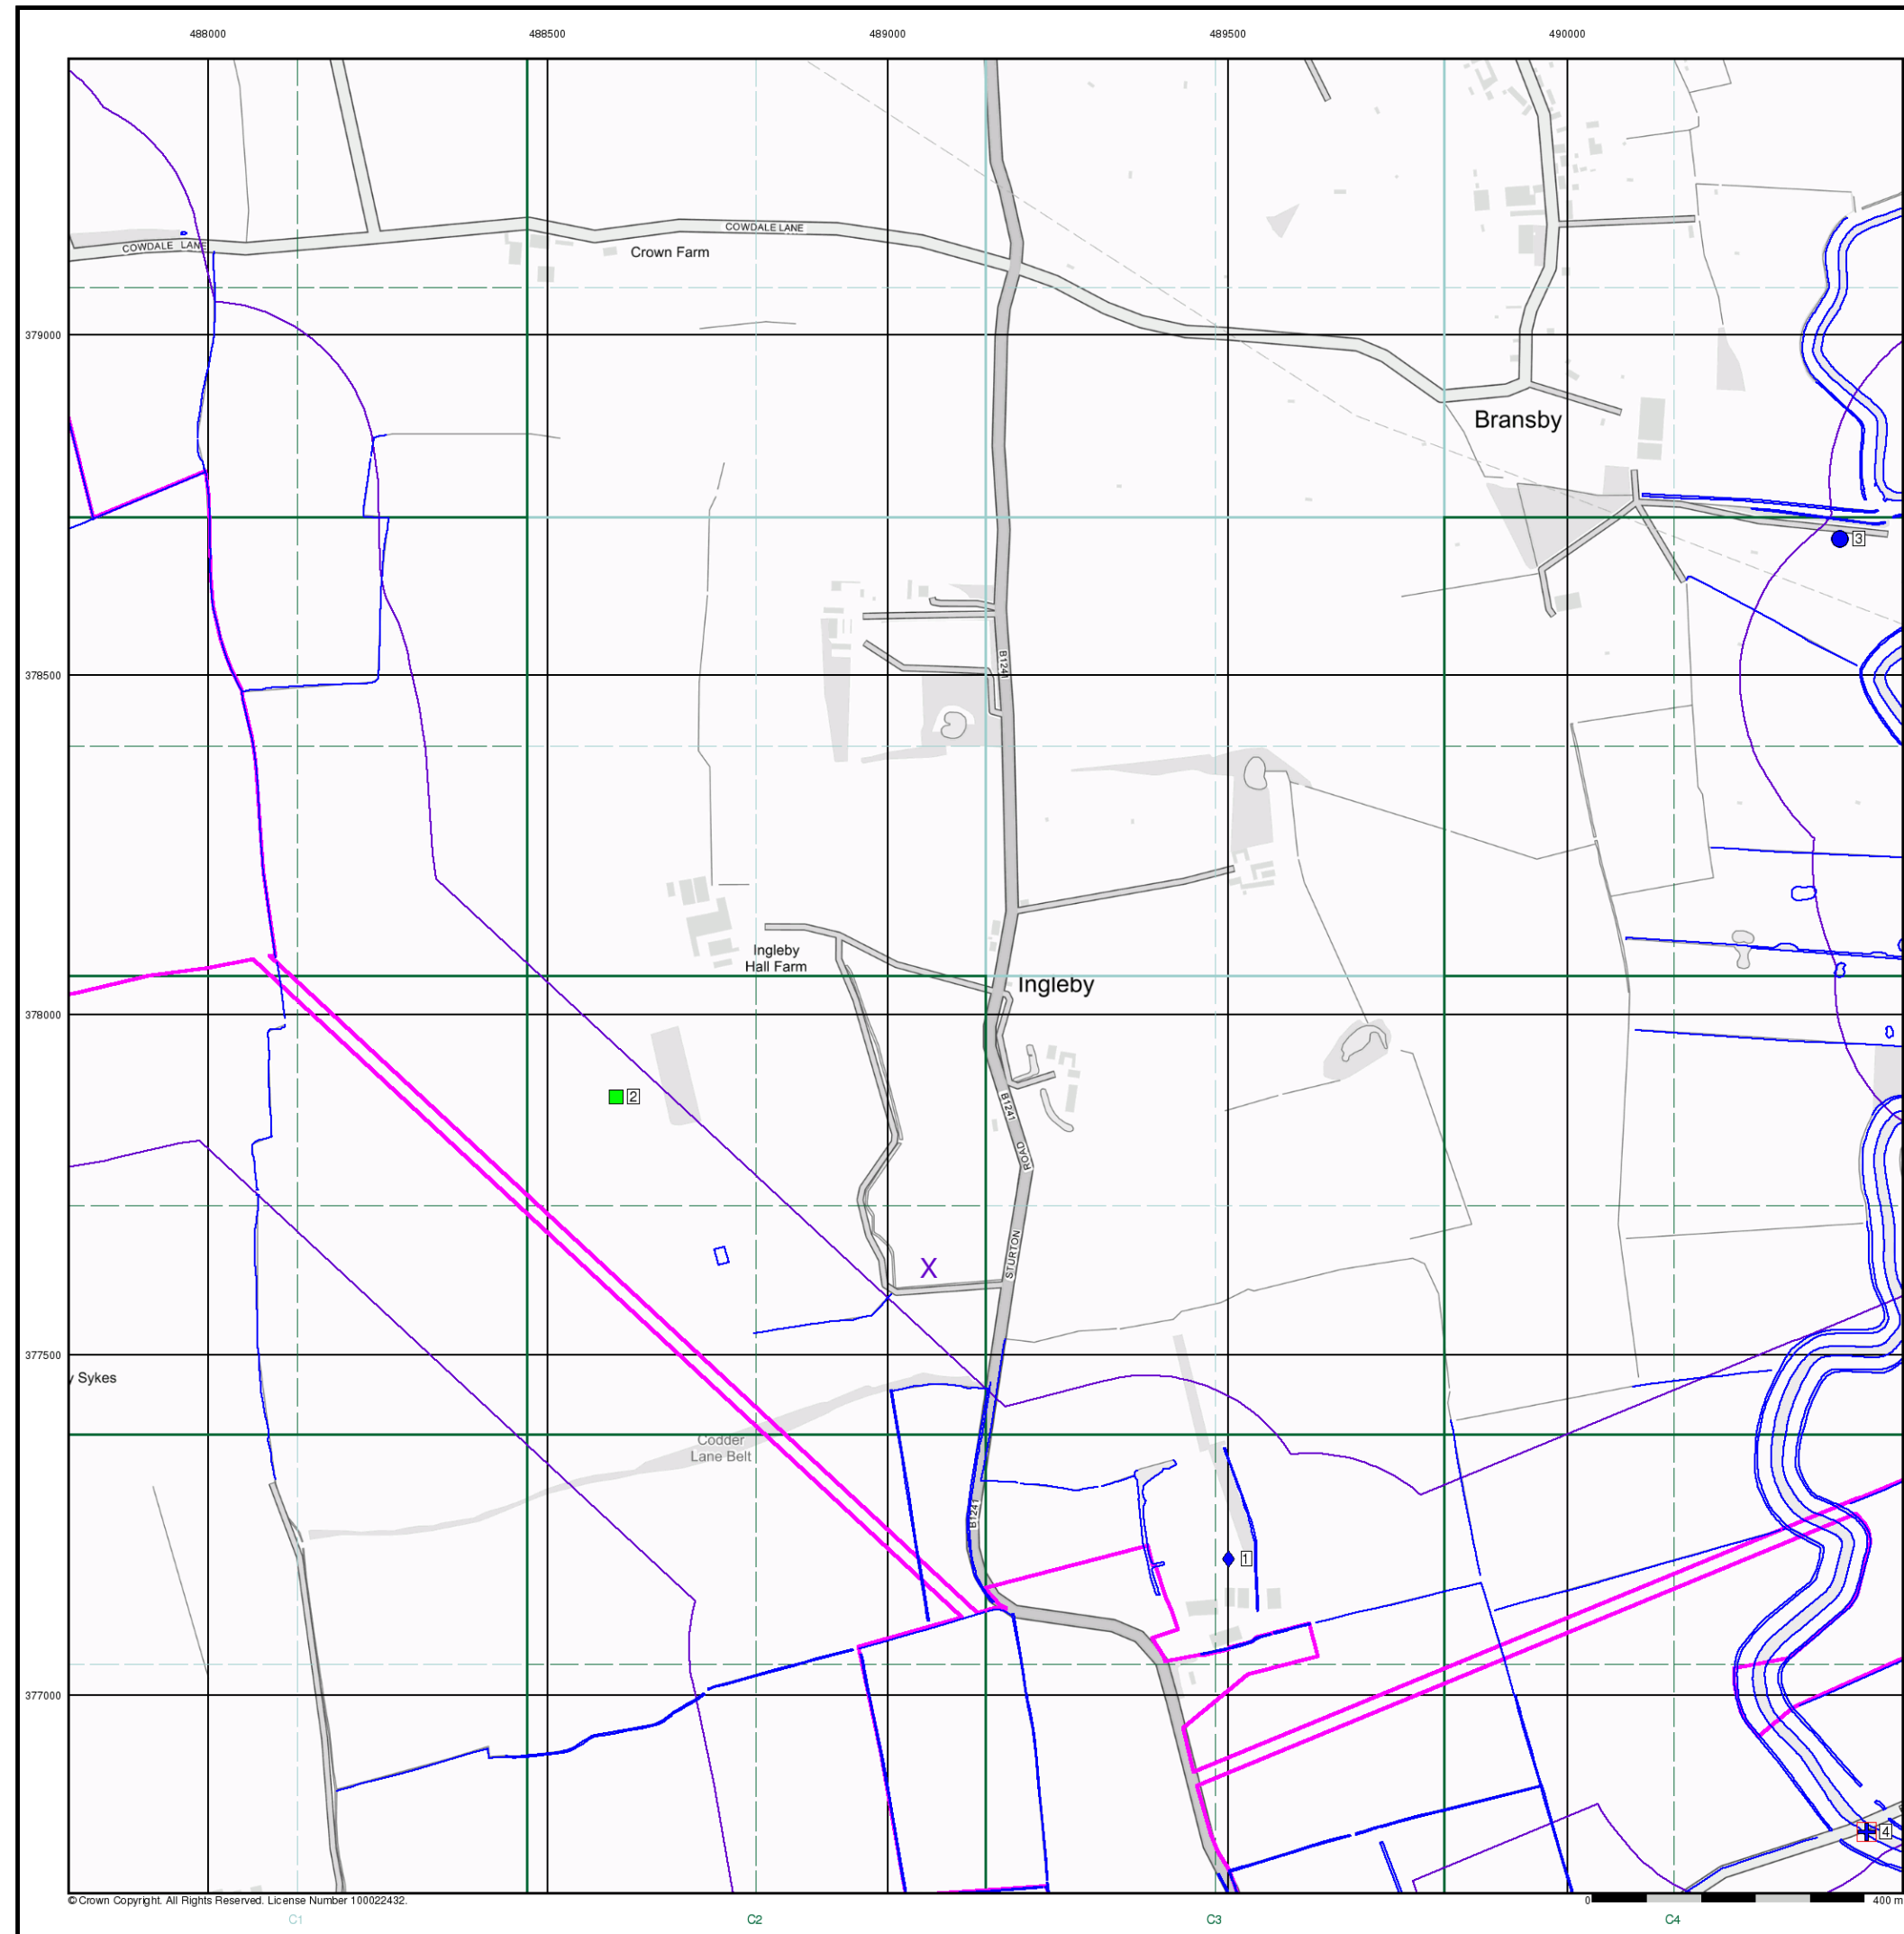 488000 488500 489000 489500 490000
COWDALE LANE
COWDALE LANE
Crown Farm
379000
Bransby
3
B1241
378500
Ingleby
Hall Farm
Ingleby
378000
2
B1241
ROAD
X
STURTON
377500
y Sykes
Codder
Lane Belt
B1241
1
377000
4
© Crown Copyright. All Rights Reserved. License Number 100022432.
0 400 m
C1 C2 C3 C4